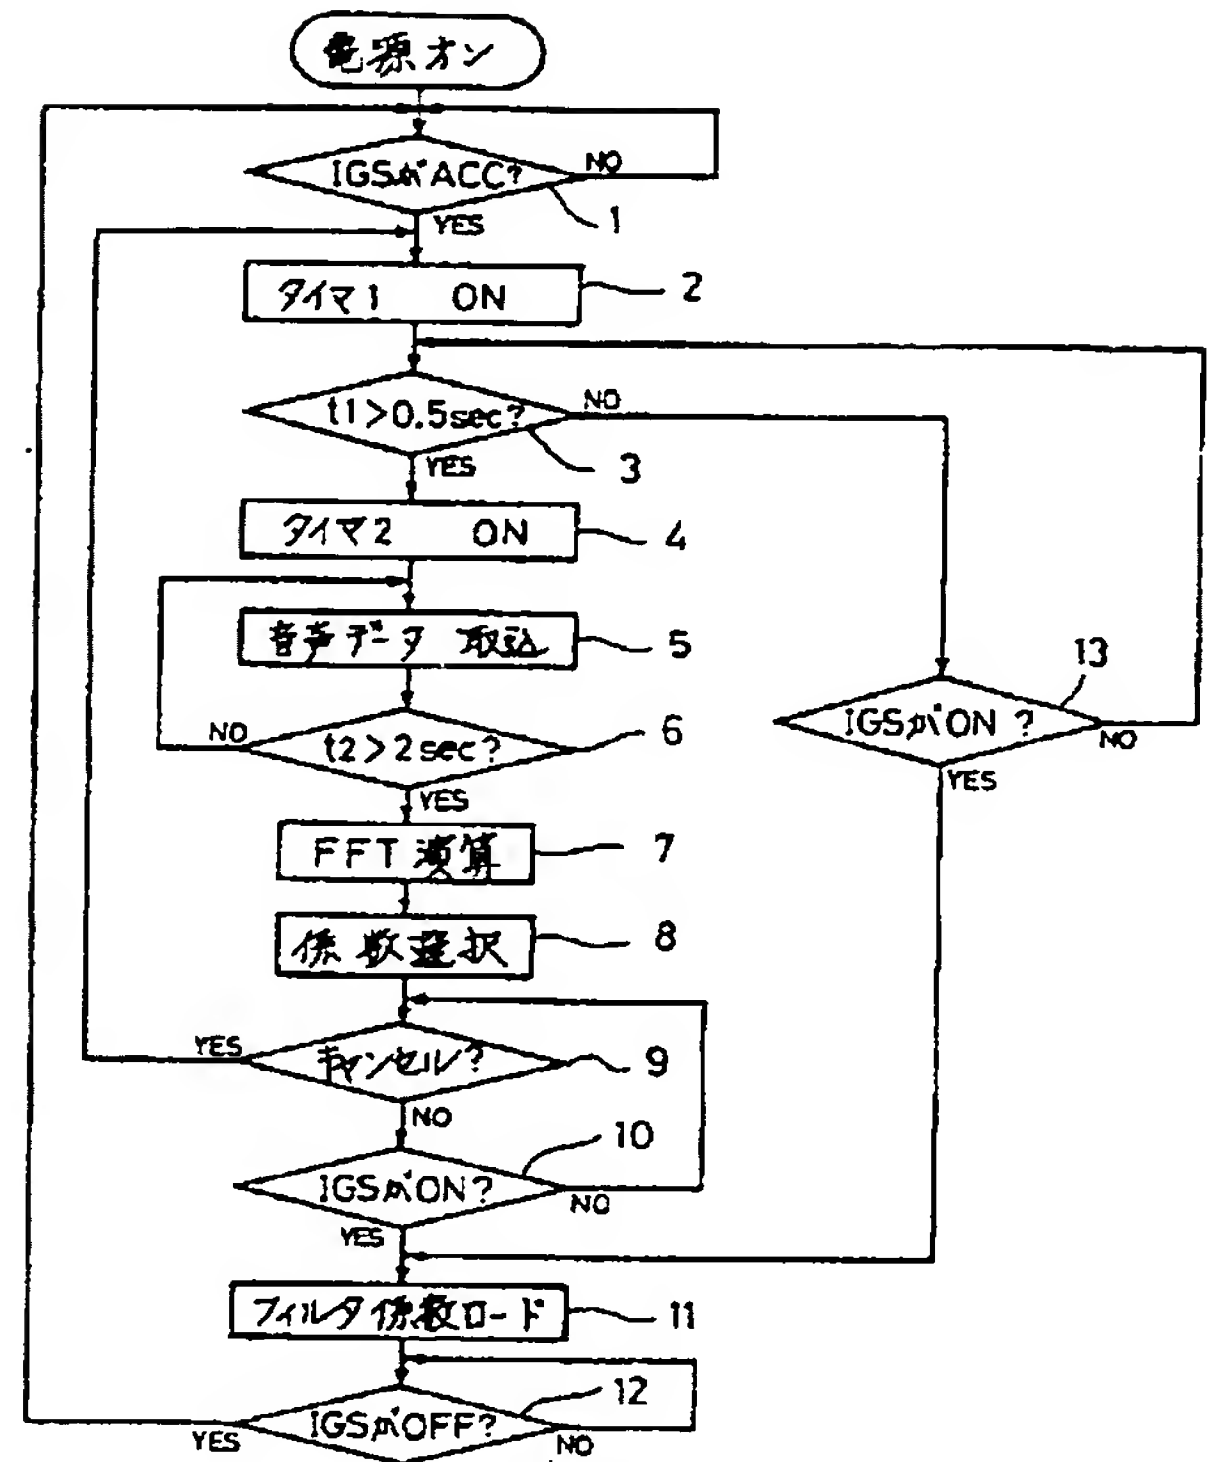 電源オン
IGSがACC?
NO
1
YES
タイマ1 ON
2
t1>0.5sec?
NO
3
YES
タイマ2 ON
4
音声データ 取込
5
t2>2sec?
NO
6
YES
IGSがON ?
13
NO
YES
FFT 演算
7
係数選択
8
キャンセル?
YES
9
NO
IGSがON?
10
NO
YES
フィルタ係数ロード
11
IGSがOFF?
12
YES
NO